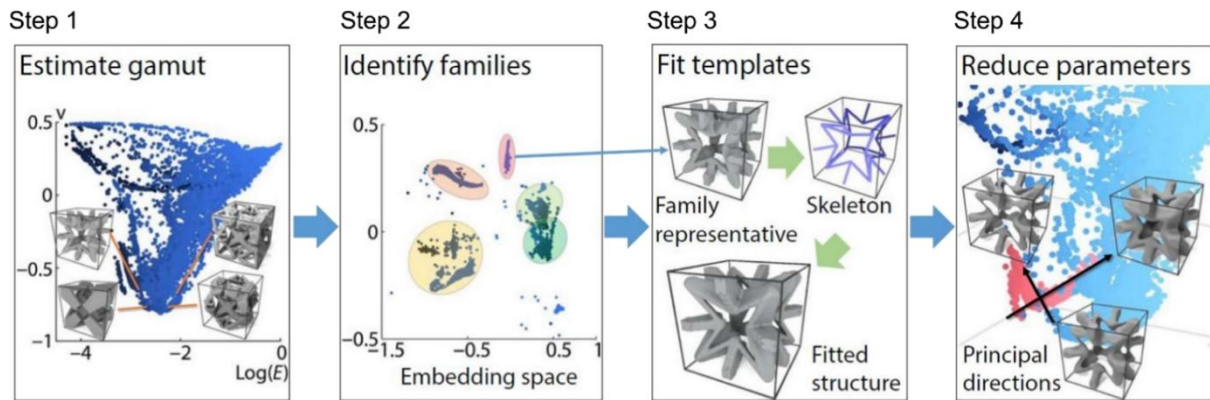 Step 1
Estimate gamut
ν
0.5
0
−0.5
−1
−4
−2
0
Log(E)
Step 2
Identify families
0.5
0
−0.5
−1.5
−0.5
0.5
1
Embedding space
Step 3
Fit templates
Family
representative
Skeleton
Fitted
structure
Step 4
Reduce parameters
Principal
directions